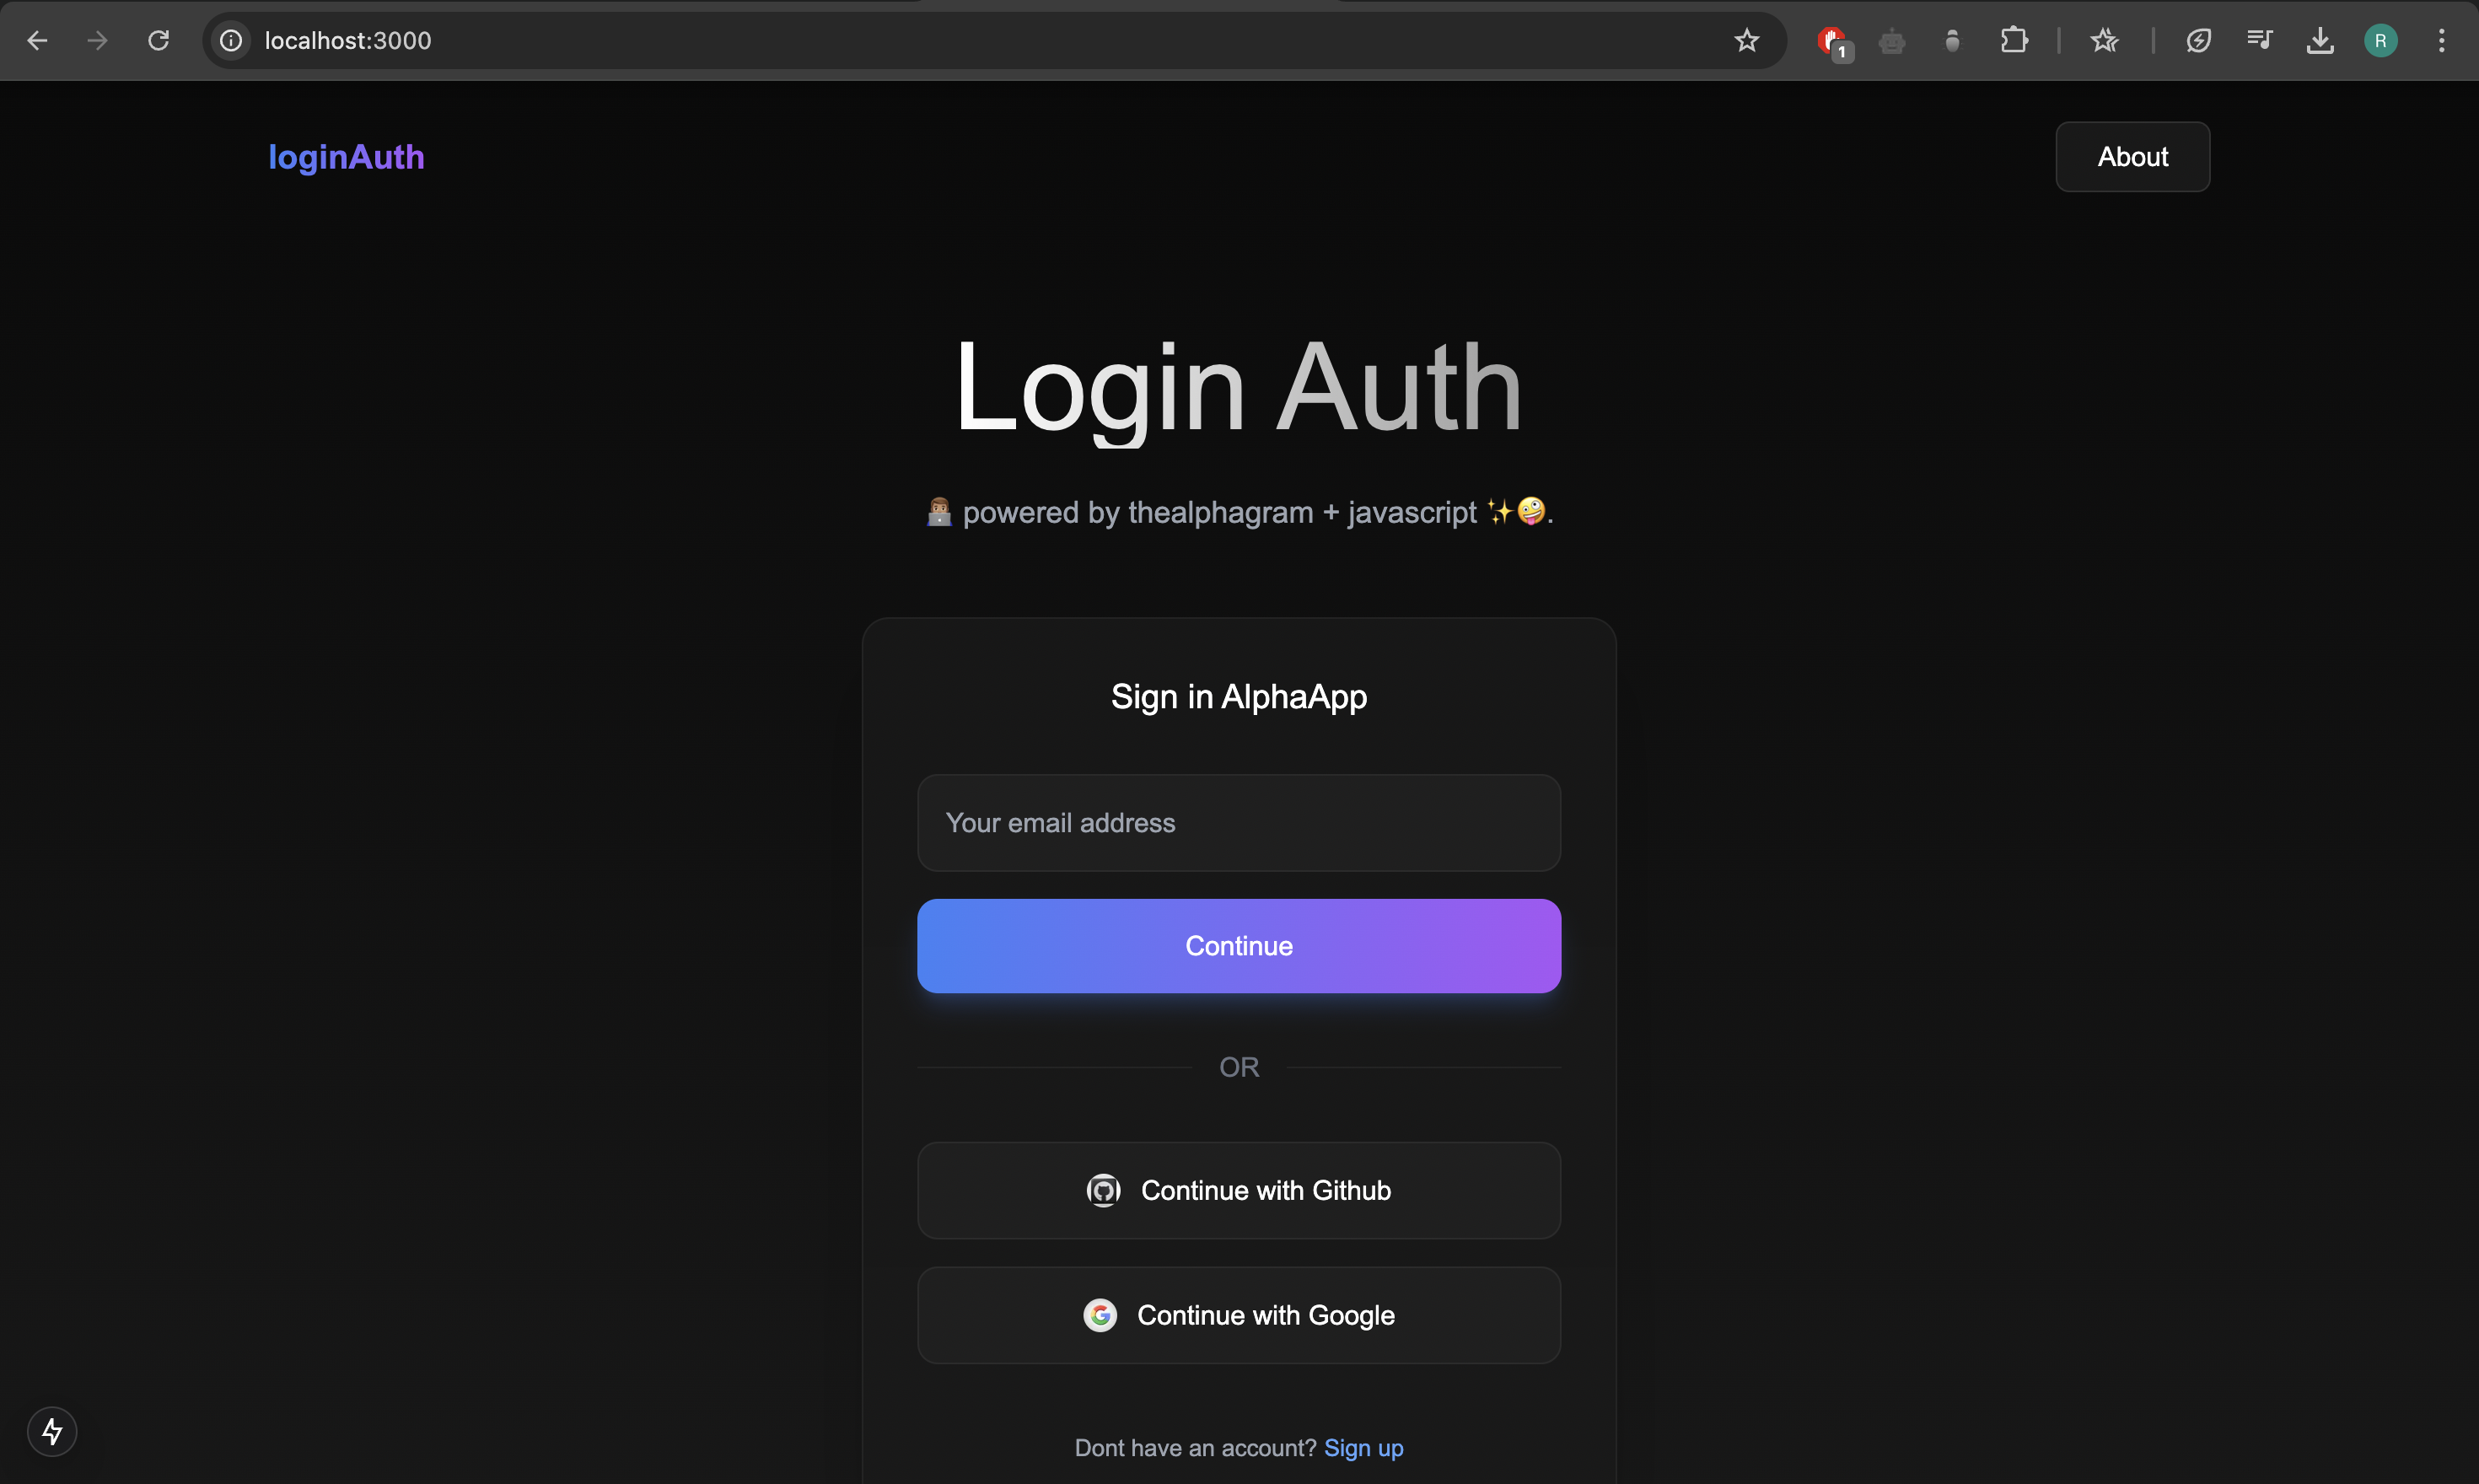 localhost:3000
1
R
loginAuth
About
Login Auth
👨🏽‍💻 powered by thealphagram + javascript ✨🤪.
Sign in AlphaApp
Your email address
Continue
OR
Continue with Github
Continue with Google
Dont have an account? Sign up